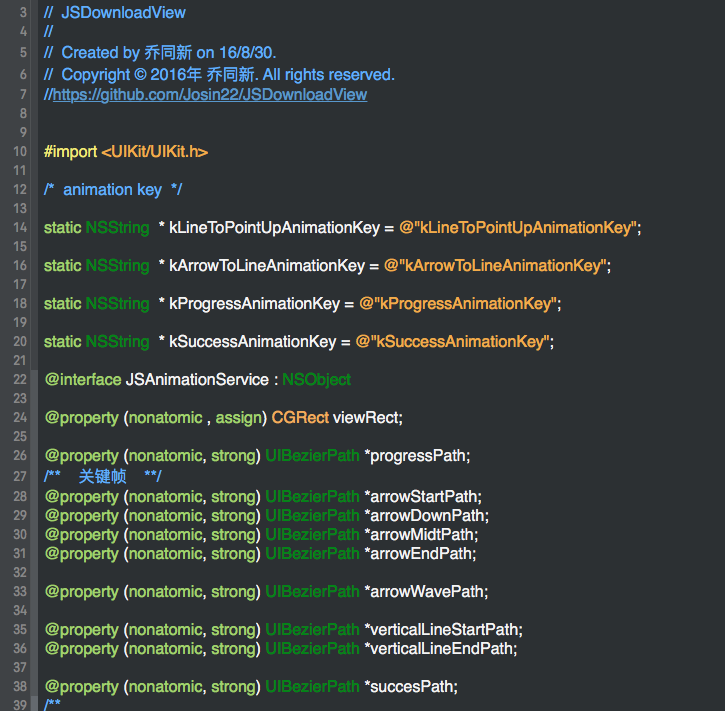 3 // JSDownloadView
4 //
5 // Created by 乔同新 on 16/8/30.
6 // Copyright © 2016年 乔同新. All rights reserved.
7 //https://github.com/Josin22/JSDownloadView
8
9
10 #import <UIKit/UIKit.h>
11
12 /* animation key */
13
14 static NSString * kLineToPointUpAnimationKey = @"kLineToPointUpAnimationKey";
15
16 static NSString * kArrowToLineAnimationKey = @"kArrowToLineAnimationKey";
17
18 static NSString * kProgressAnimationKey = @"kProgressAnimationKey";
19
20 static NSString * kSuccessAnimationKey = @"kSuccessAnimationKey";
21
22 @interface JSAnimationService : NSObject
23
24 @property (nonatomic , assign) CGRect viewRect;
25
26 @property (nonatomic, strong) UIBezierPath *progressPath;
27 /** 关键帧 **/
28 @property (nonatomic, strong) UIBezierPath *arrowStartPath;
29 @property (nonatomic, strong) UIBezierPath *arrowDownPath;
30 @property (nonatomic, strong) UIBezierPath *arrowMidtPath;
31 @property (nonatomic, strong) UIBezierPath *arrowEndPath;
32
33 @property (nonatomic, strong) UIBezierPath *arrowWavePath;
34
35 @property (nonatomic, strong) UIBezierPath *verticalLineStartPath;
36 @property (nonatomic, strong) UIBezierPath *verticalLineEndPath;
37
38 @property (nonatomic, strong) UIBezierPath *succesPath;
39 /**